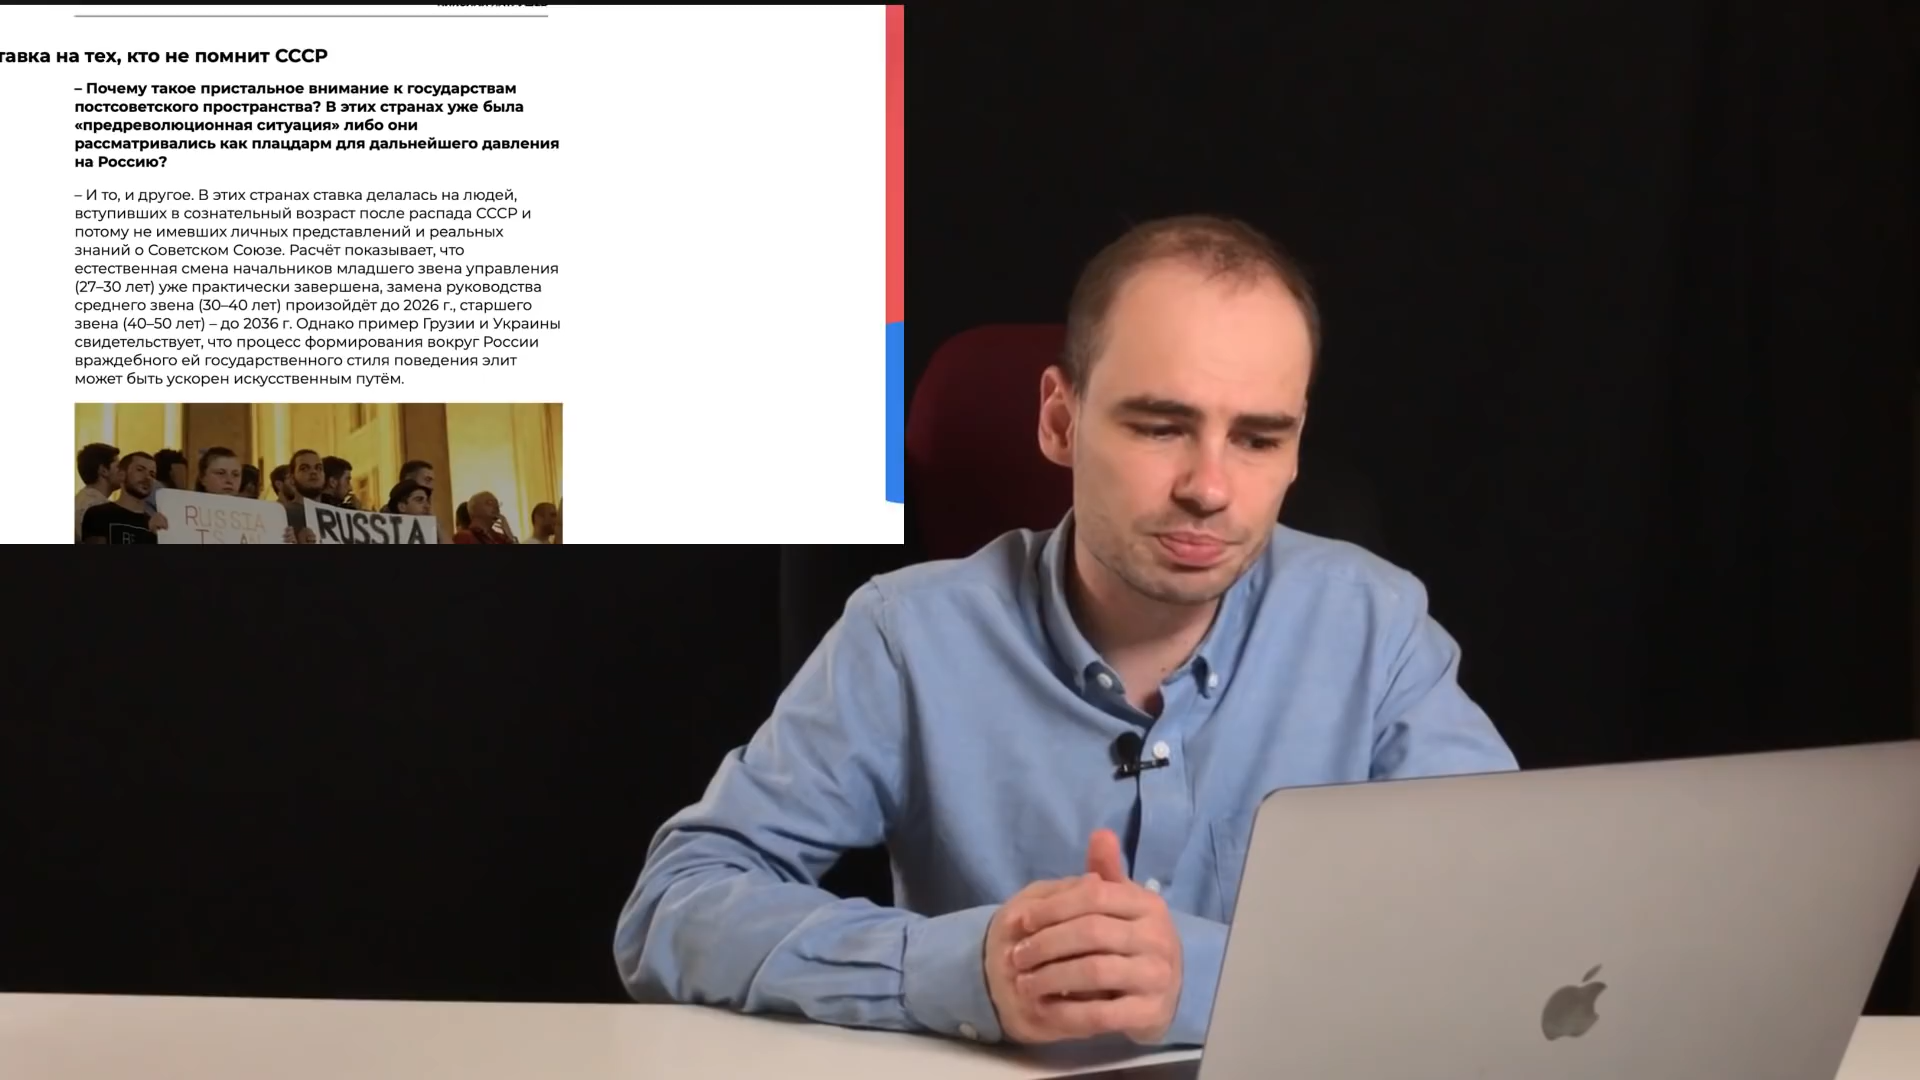 тавка на тех, кто не помнит СССР
– Почему такое пристальное внимание к государствам
постсоветского пространства? В этих странах уже была
«предреволюционная ситуация» либо они
рассматривались как плацдарм для дальнейшего давления
на Россию?
– И то, и другое. В этих странах ставка делалась на людей,
вступивших в сознательный возраст после распада СССР и
потому не имевших личных представлений и реальных
знаний о Советском Союзе. Расчёт показывает, что
естественная смена начальников младшего звена управления
(27–30 лет) уже практически завершена, замена руководства
среднего звена (30–40 лет) произойдёт до 2026 г., старшего
звена (40–50 лет) – до 2036 г. Однако пример Грузии и Украины
свидетельствует, что процесс формирования вокруг России
враждебного ей государственного стиля поведения элит
может быть ускорен искусственным путём.
RUSSIA
IS AN
RUSSIA
BE